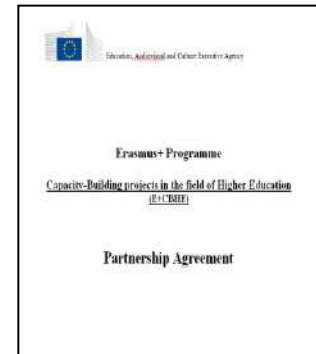 Education, Audiovisual and Culture Executive Agency
Erasmus+ Programme
Capacity-Building projects in the field of Higher Education
(E+CBHE)
Partnership Agreement